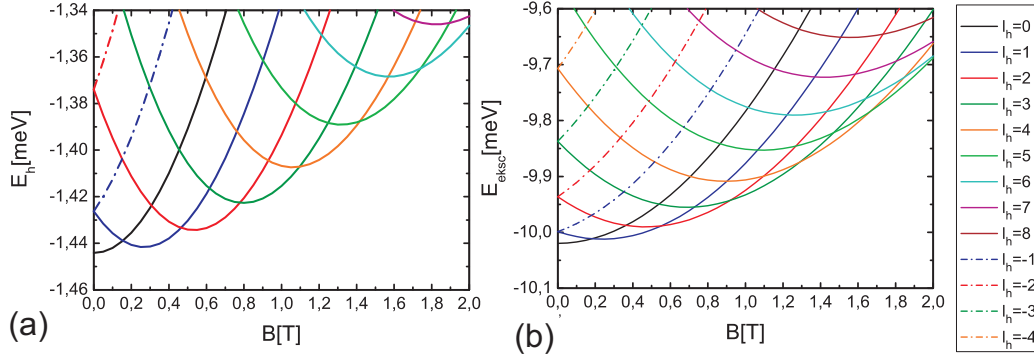 -1,34
-1,36
-1,38
-1,40
-1,42
-1,44
-1,46
E_h[meV]
0,0 0,2 0,4 0,6 0,8 1,0 1,2 1,4 1,6 1,8 2,0
B[T]
(a)
-9,6
-9,7
-9,8
-9,9
-10,0
-10,1
E_eksc[meV]
0,0 0,2 0,4 0,6 0,8 1,0 1,2 1,4 1,6 1,8 2,0
B[T]
(b)
l_h=0
l_h=1
l_h=2
l_h=3
l_h=4
l_h=5
l_h=6
l_h=7
l_h=8
l_h=-1
l_h=-2
l_h=-3
l_h=-4